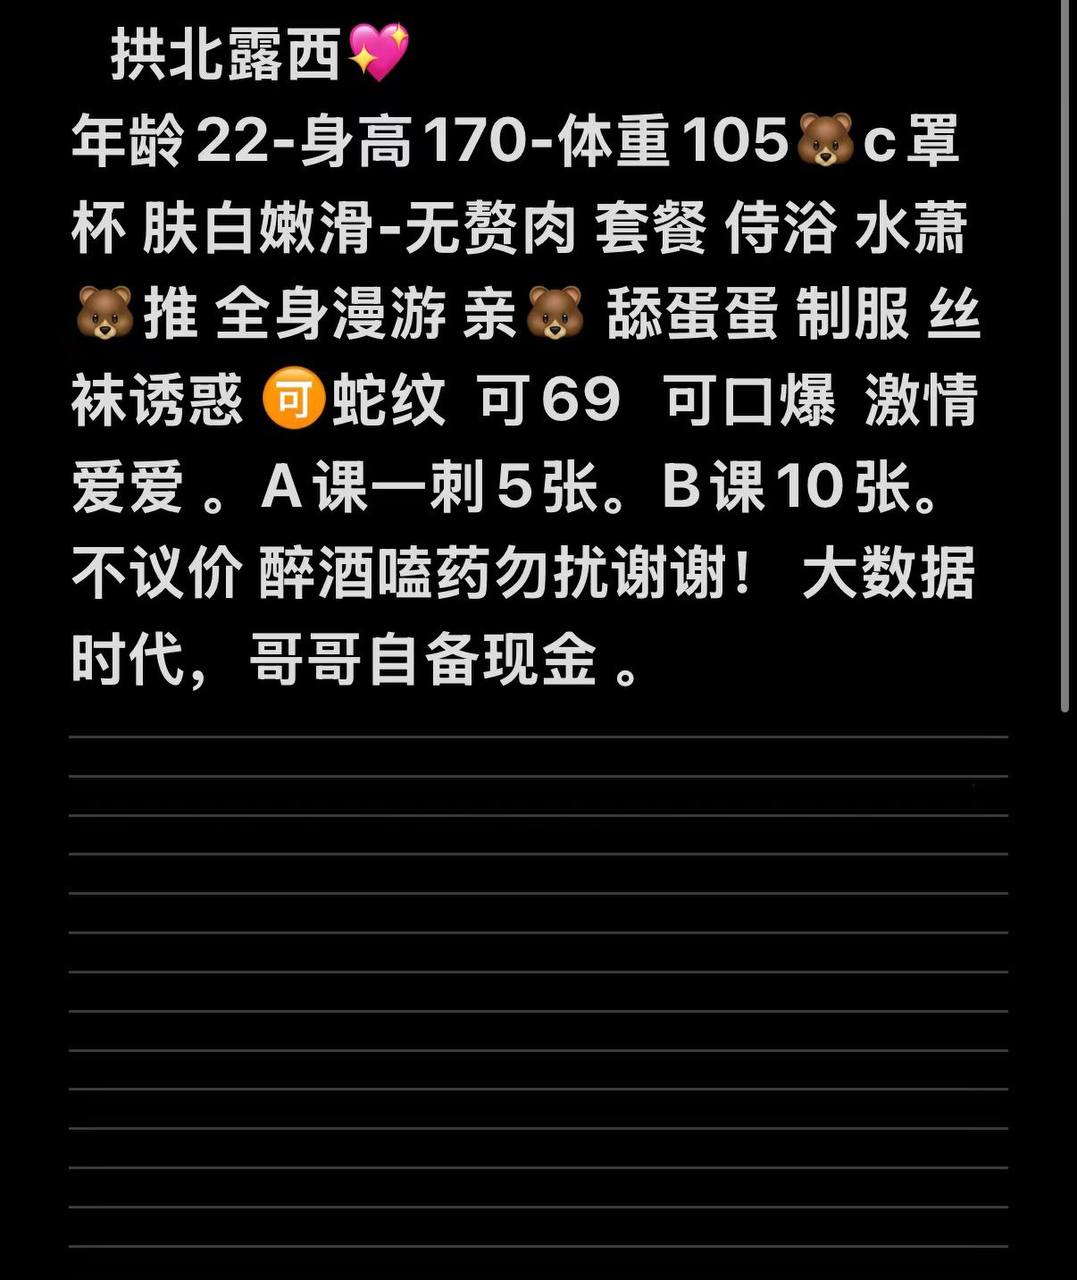 拱北露西💖
年龄22-身高170-体重105🐻c罩
杯 肤白嫩滑-无赘肉 套餐 侍浴 水萧
🐻推 全身漫游 亲🐻 舔蛋蛋 制服 丝
袜诱惑 🉑蛇纹 可69 可口爆 激情
爱爱 。A课一刺5张。B课10张。
不议价 醉酒嗑药勿扰谢谢！ 大数据
时代，哥哥自备现金 。